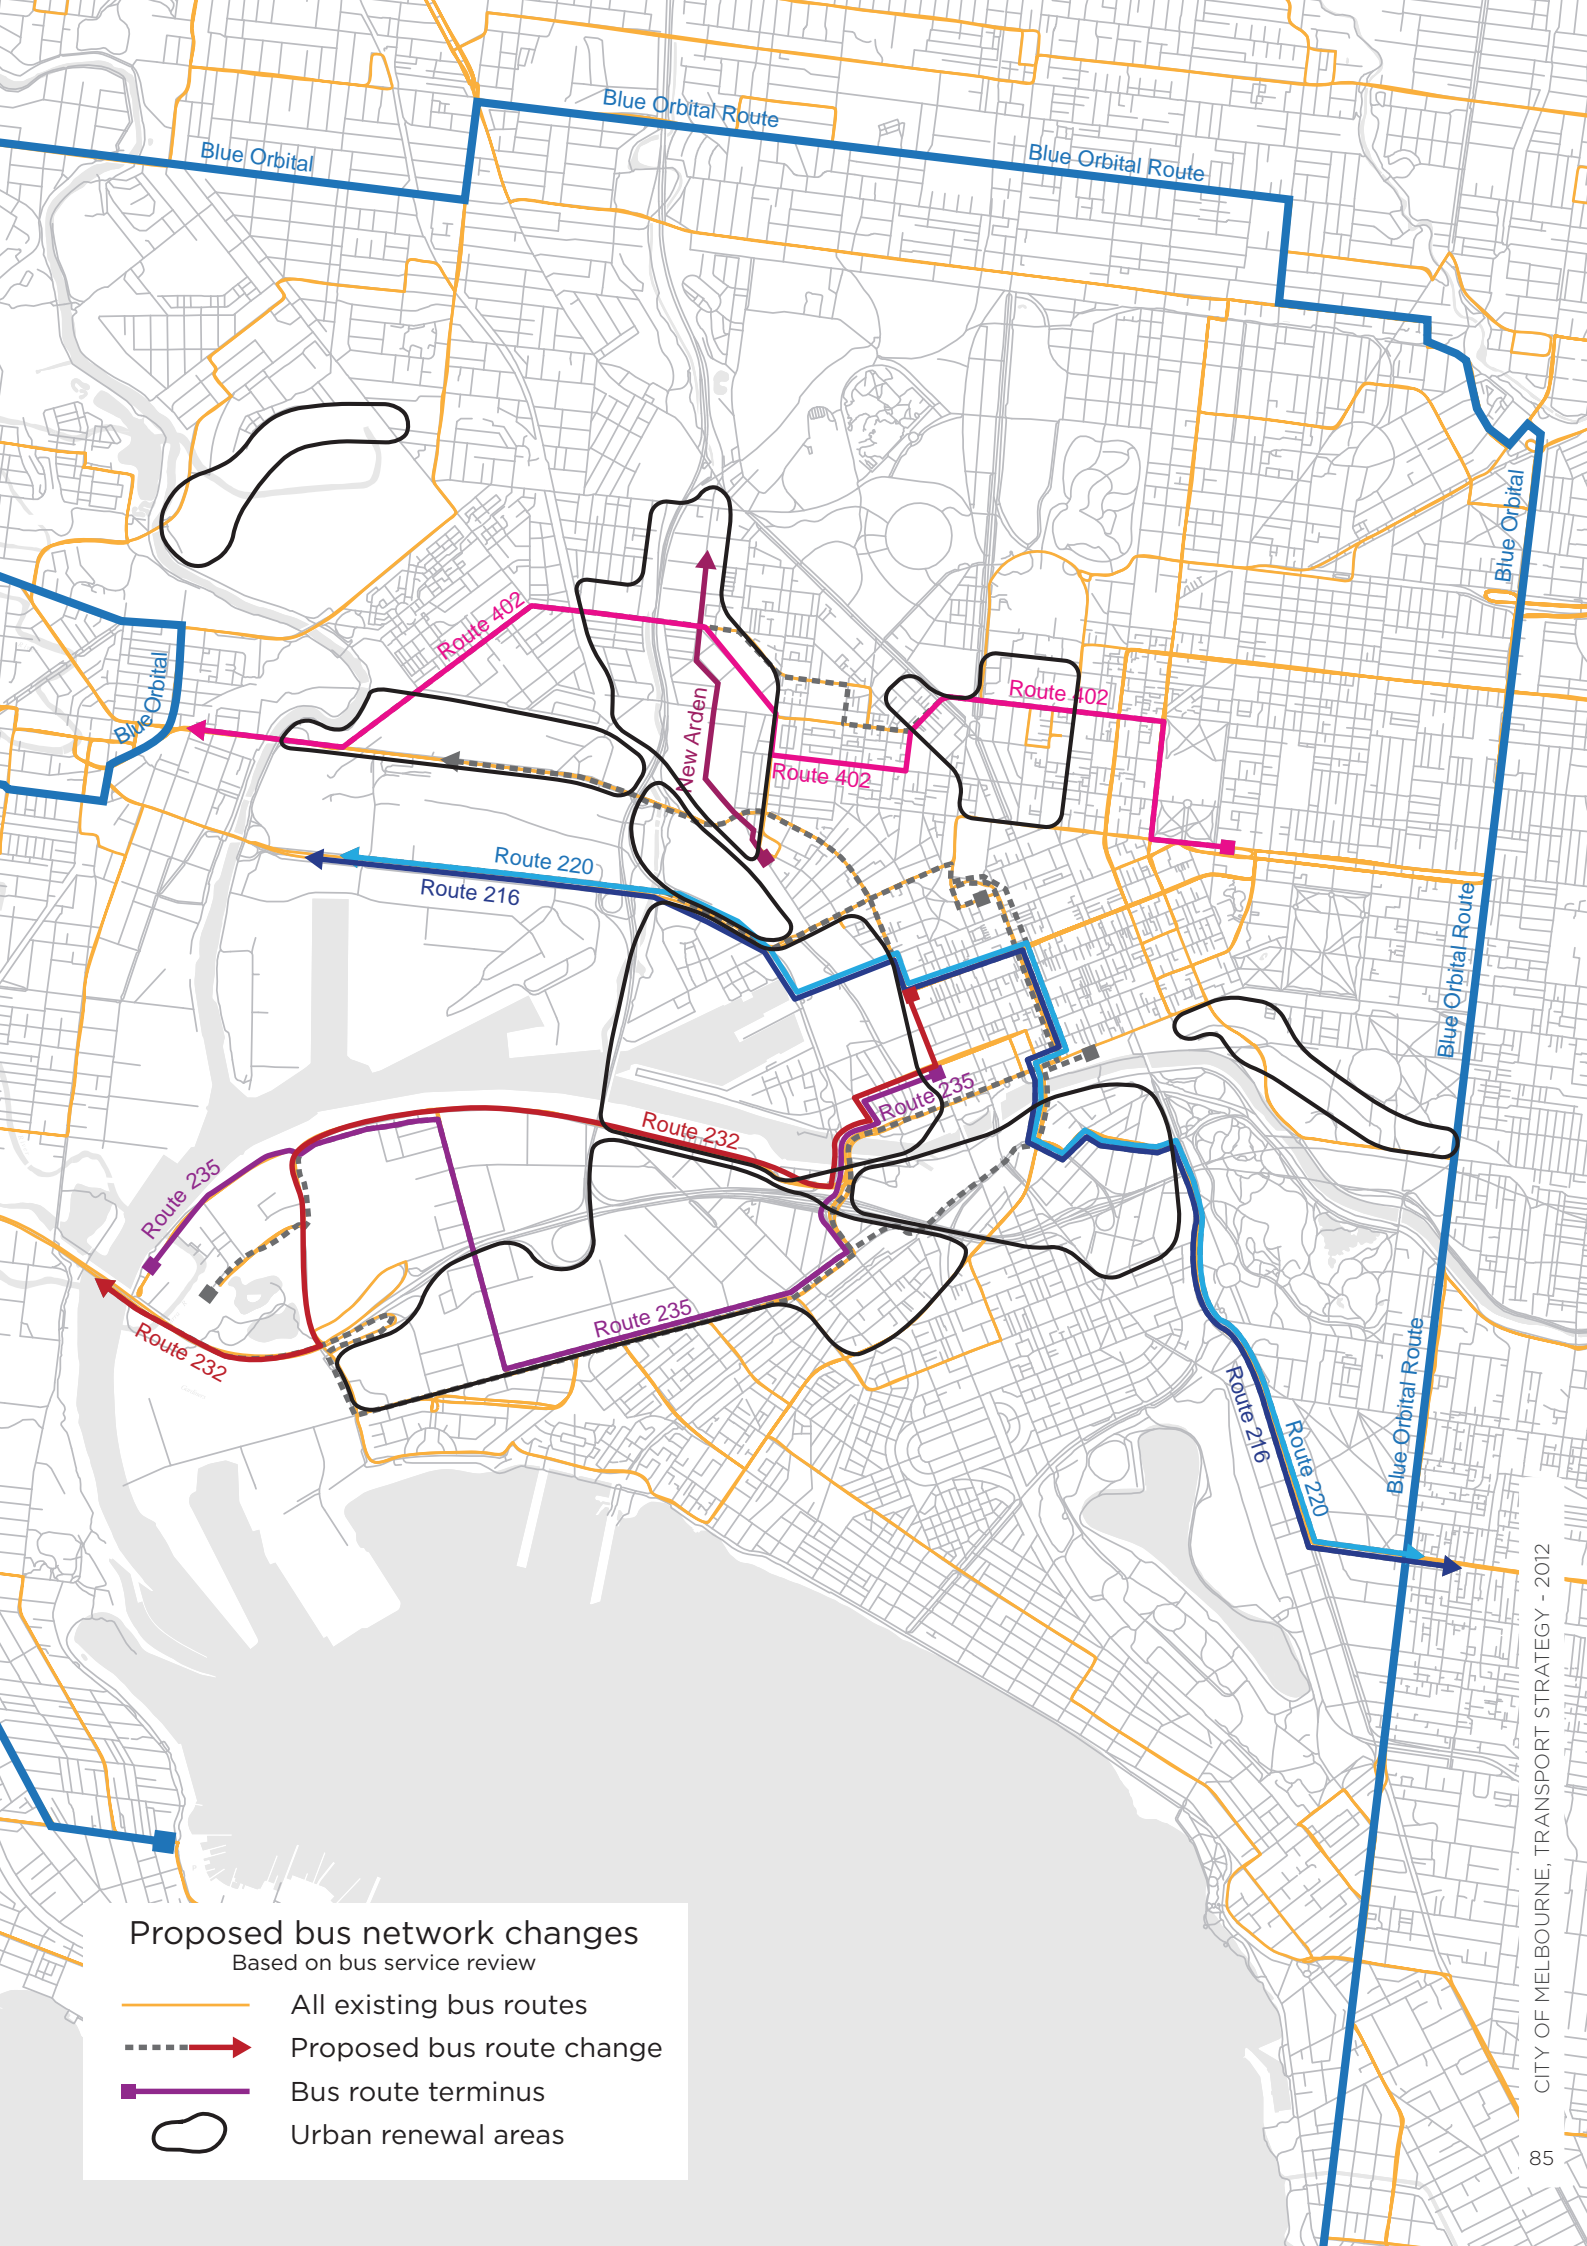 Blue Orbital Route
Blue Orbital
Blue Orbital Route
Blue Orbital
Route 402
Blue Orbital
New Arden
Route 402
Route 402
Route 220
Route 216
Blue Orbital Route
Route 235
Route 232
Route 235
Route 235
Route 232
Blue Orbital Route
Route 216
Route 220
Proposed bus network changes
Based on bus service review
All existing bus routes
Proposed bus route change
Bus route terminus
Urban renewal areas
CITY OF MELBOURNE, TRANSPORT STRATEGY - 2012
85